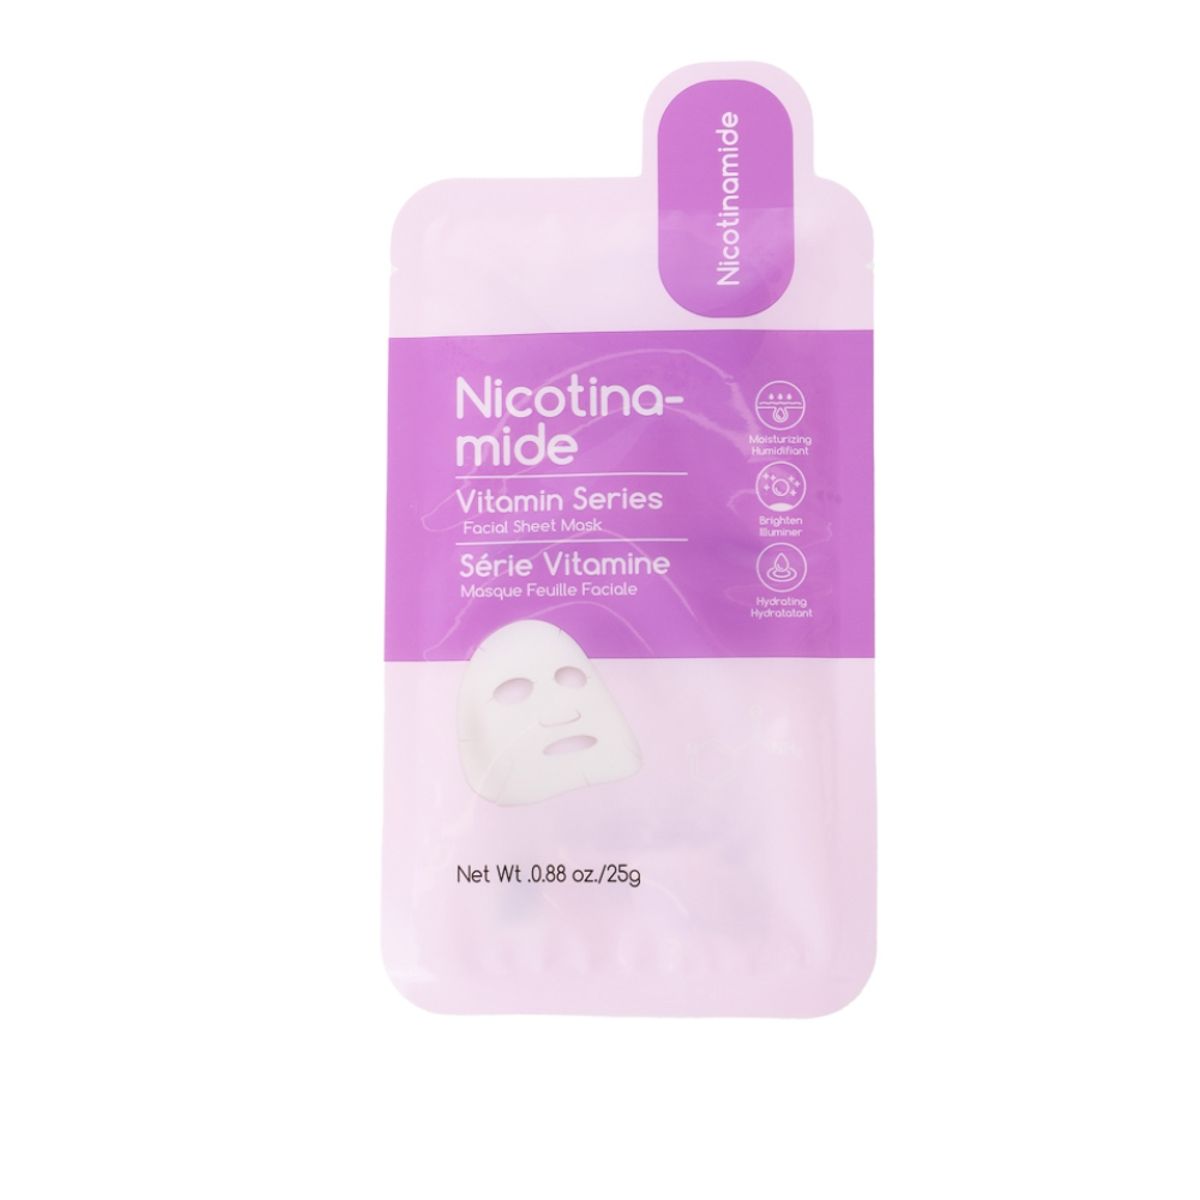 Nicotinamide
Nicotina-
mide
Vitamin Series
Facial Sheet Mask
Série Vitamine
Masque Feuille Faciale
Moisturizing
Humidifiant
Brighten
Illuminer
Hydrating
Hydratatant
Net Wt .0.88 oz./25g